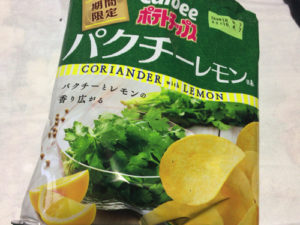 期間
限定
Calbee
ポテトチップス
パクチーレモン味
CORIANDER with LEMON
パクチーとレモンの
香り広がる